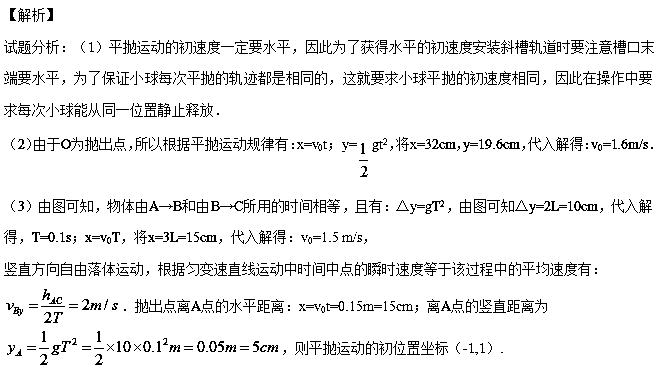 【解析】
试题分析：（1）平抛运动的初速度一定要水平，因此为了获得水平的初速度安装斜槽轨道时要注意槽口末
端要水平，为了保证小球每次平抛的轨迹都是相同的，这就要求小球平抛的初速度相同，因此在操作中要
求每次小球能从同一位置静止释放．
（2）由于O为抛出点，所以根据平抛运动规律有：x=v₀t；y=1/2 gt²，将x=32cm，y=19.6cm，代入解得：v₀=1.6m/s．
（3）由图可知，物体由A→B和由B→C所用的时间相等，且有：△y=gT²，由图可知△y=2L=10cm，代入解
得，T=0.1s；x=v₀T，将x=3L=15cm，代入解得：v₀=1.5 m/s，
竖直方向自由落体运动，根据匀变速直线运动中时间中点的瞬时速度等于该过程中的平均速度有：
v_By = h_AC/2T = 2m/s．抛出点离A点的水平距离：x=v₀t=0.15m=15cm；离A点的竖直距离为
y_A = 1/2 gT² = 1/2 ×10×0.1² m = 0.05m = 5cm，则平抛运动的初位置坐标（-1,1）．